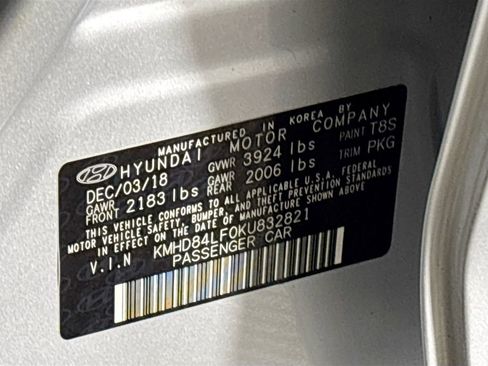 MANUFACTURED IN KOREA BY
HYUNDAI MOTOR COMPANY
DEC/03/18 GVWR 3924 lbs PAINT T8S
GAWR FRONT 2183 lbs GAWR REAR 2006 lbs TRIM PKG
THIS VEHICLE CONFORMS TO ALL APPLICABLE U.S.A. FEDERAL
MOTOR VEHICLE SAFETY, BUMPER, AND THEFT PREVENTION STANDARDS
IN EFFECT ON THE DATE OF MANUFACTURE SHOWN ABOVE.
V.I.N KMHD84LF0KU832821
PASSENGER CAR